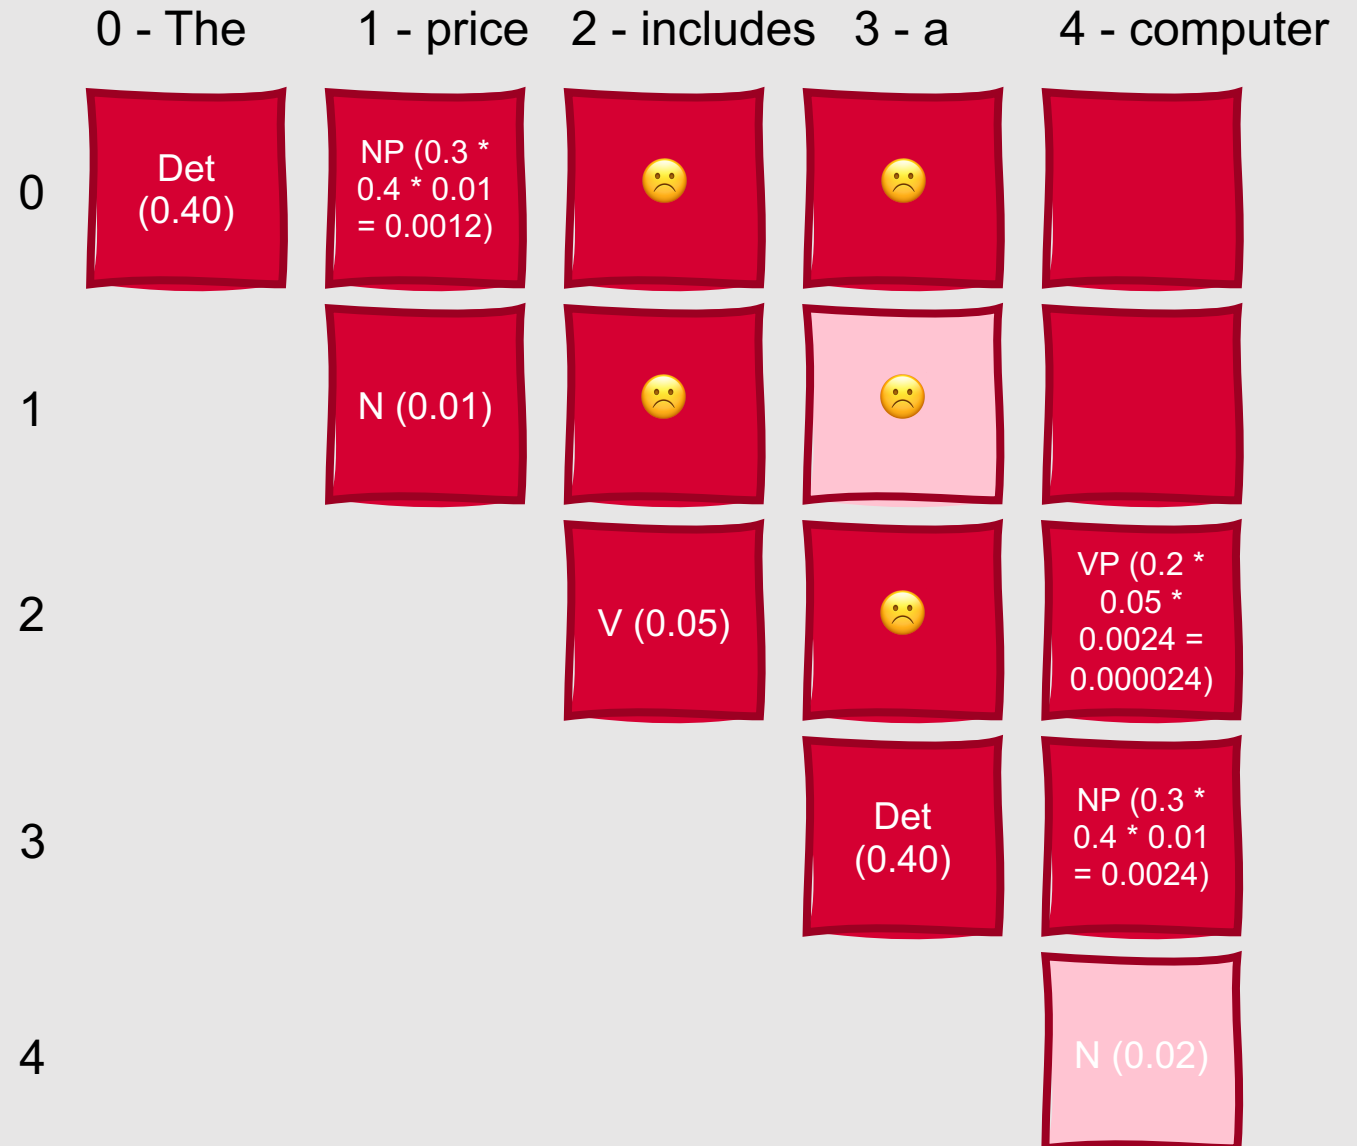 0 - The 1 - price 2 - includes 3 - a 4 - computer
0
Det
(0.40)
NP (0.3 *
0.4 * 0.01
= 0.0012)
1
N (0.01)
2
V (0.05)
VP (0.2 *
0.05 *
0.0024 =
0.000024)
3
Det
(0.40)
NP (0.3 *
0.4 * 0.01
= 0.0024)
4
N (0.02)